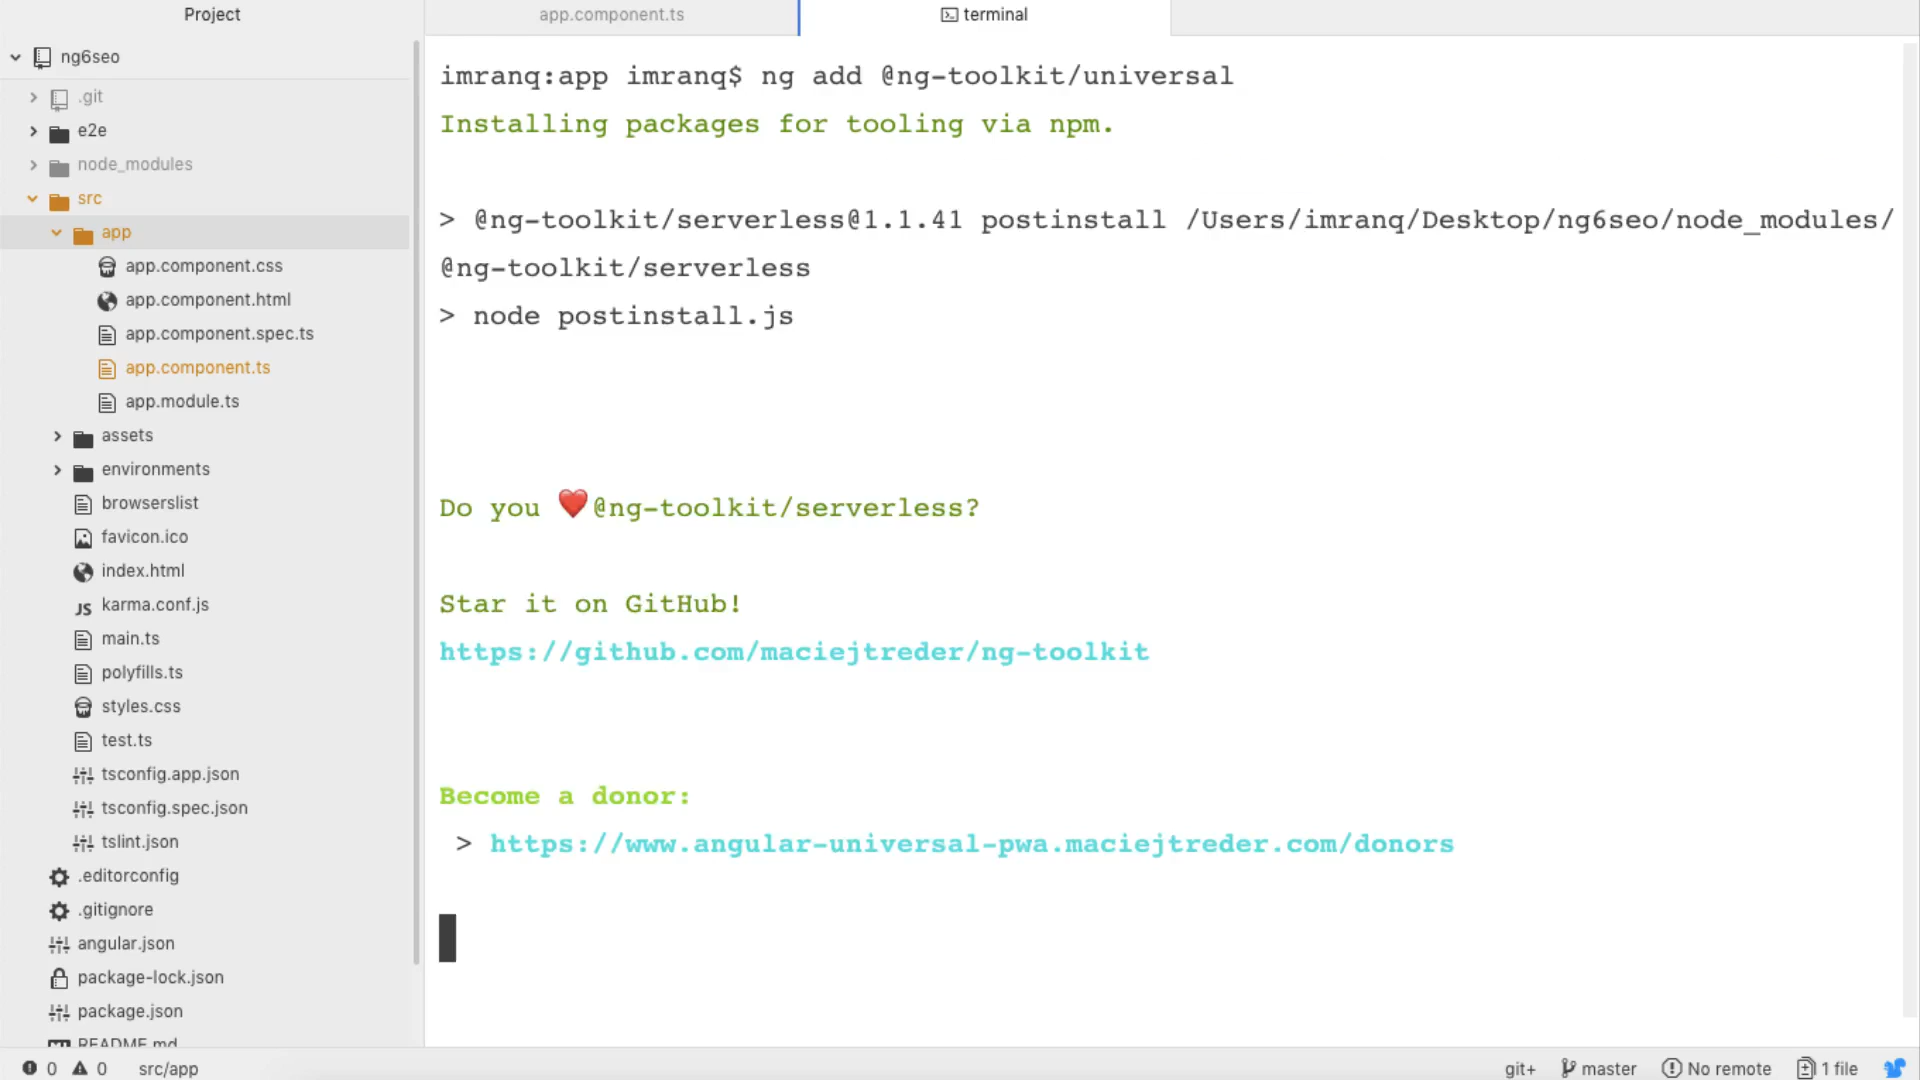 Project
ng6seo
.git
e2e
node_modules
src
app
app.component.css
app.component.html
app.component.spec.ts
app.component.ts
app.module.ts
assets
environments
browserslist
favicon.ico
index.html
karma.conf.js
main.ts
polyfills.ts
styles.css
test.ts
tsconfig.app.json
tsconfig.spec.json
tslint.json
.editorconfig
.gitignore
angular.json
package-lock.json
package.json
README.md
app.component.ts
terminal
imranq:app imranq$ ng add @ng-toolkit/universal
Installing packages for tooling via npm.
> @ng-toolkit/serverless@1.1.41 postinstall /Users/imranq/Desktop/ng6seo/node_modules/
@ng-toolkit/serverless
> node postinstall.js
Do you ❤️@ng-toolkit/serverless?
Star it on GitHub!
https://github.com/maciejtreder/ng-toolkit
Become a donor:
> https://www.angular-universal-pwa.maciejtreder.com/donors
0 0 src/app
git+ master No remote 1 file